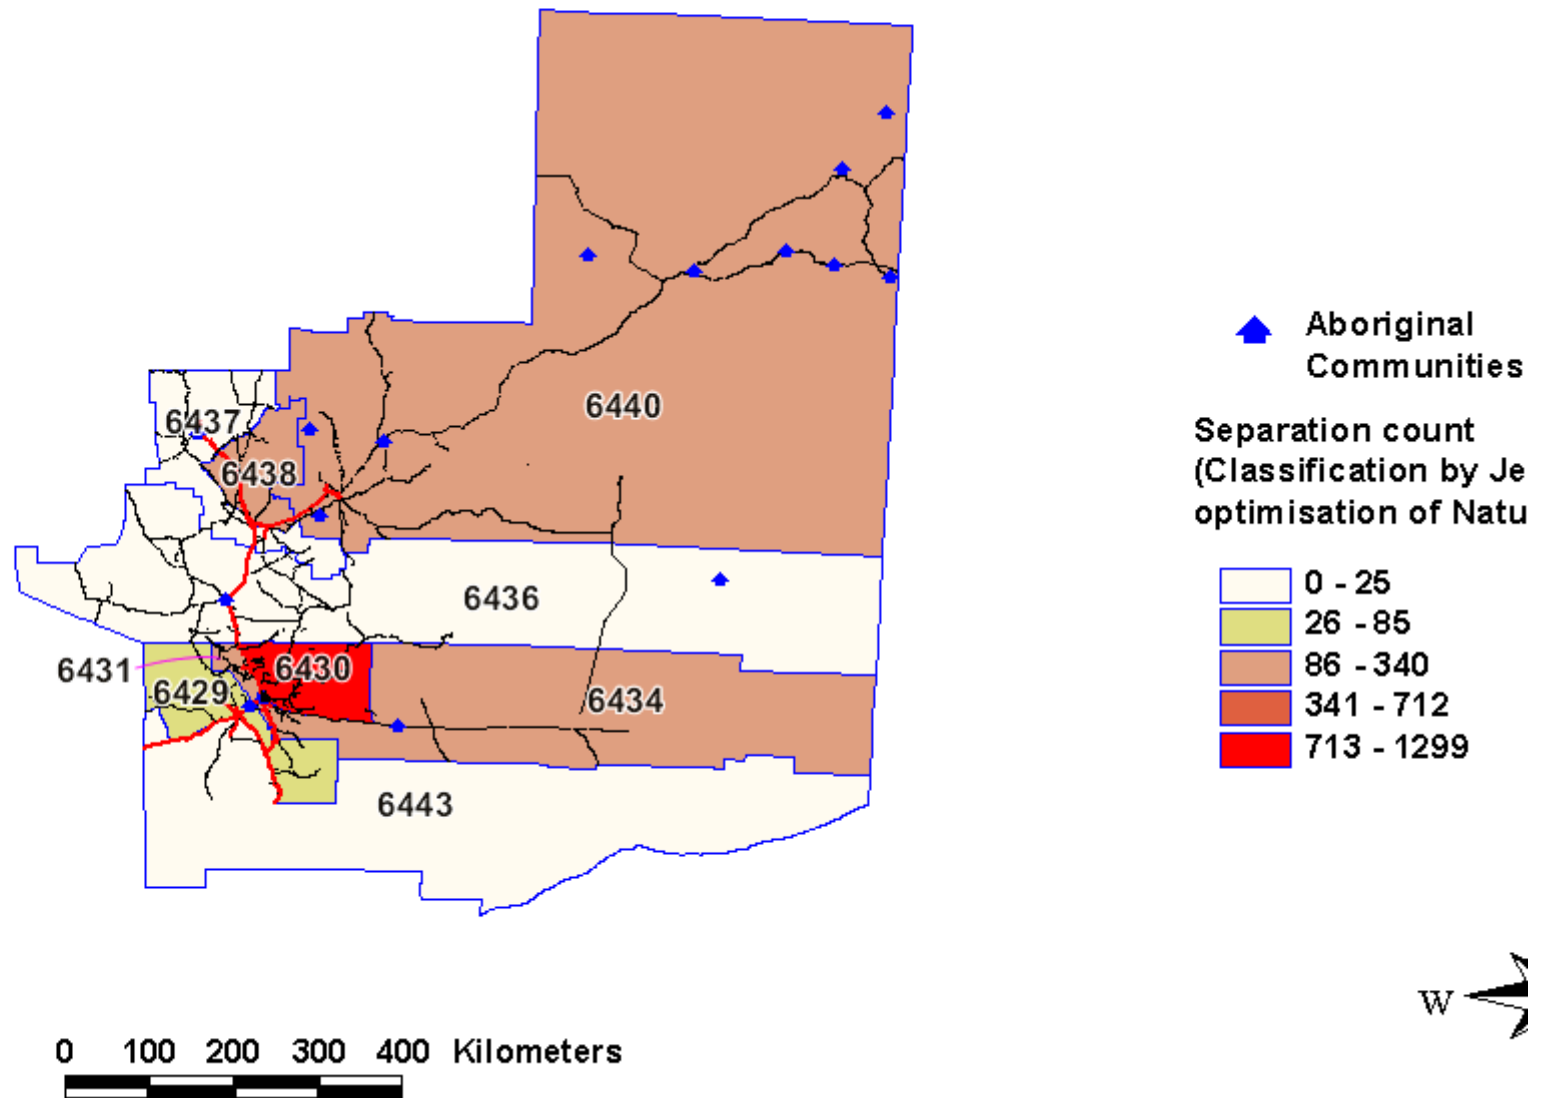 6440
6437
6438
6436
6431
6430
6429
6434
6443
Aboriginal
Communities
Separation count
(Classification by Je
optimisation of Natu
0 - 25
26 - 85
86 - 340
341 - 712
713 - 1299
W
0 100 200 300 400 Kilometers